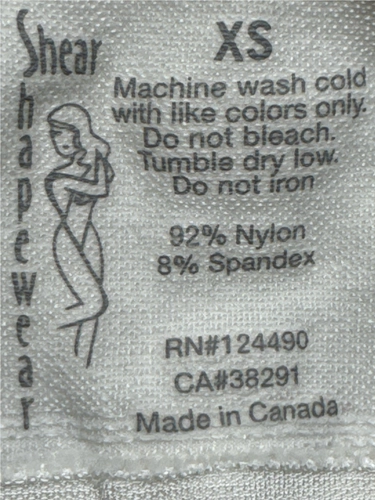 Shear
Shapewear
XS
Machine wash cold
with like colors only.
Do not bleach.
Tumble dry low.
Do not iron
92% Nylon
8% Spandex
RN#124490
CA#38291
Made in Canada